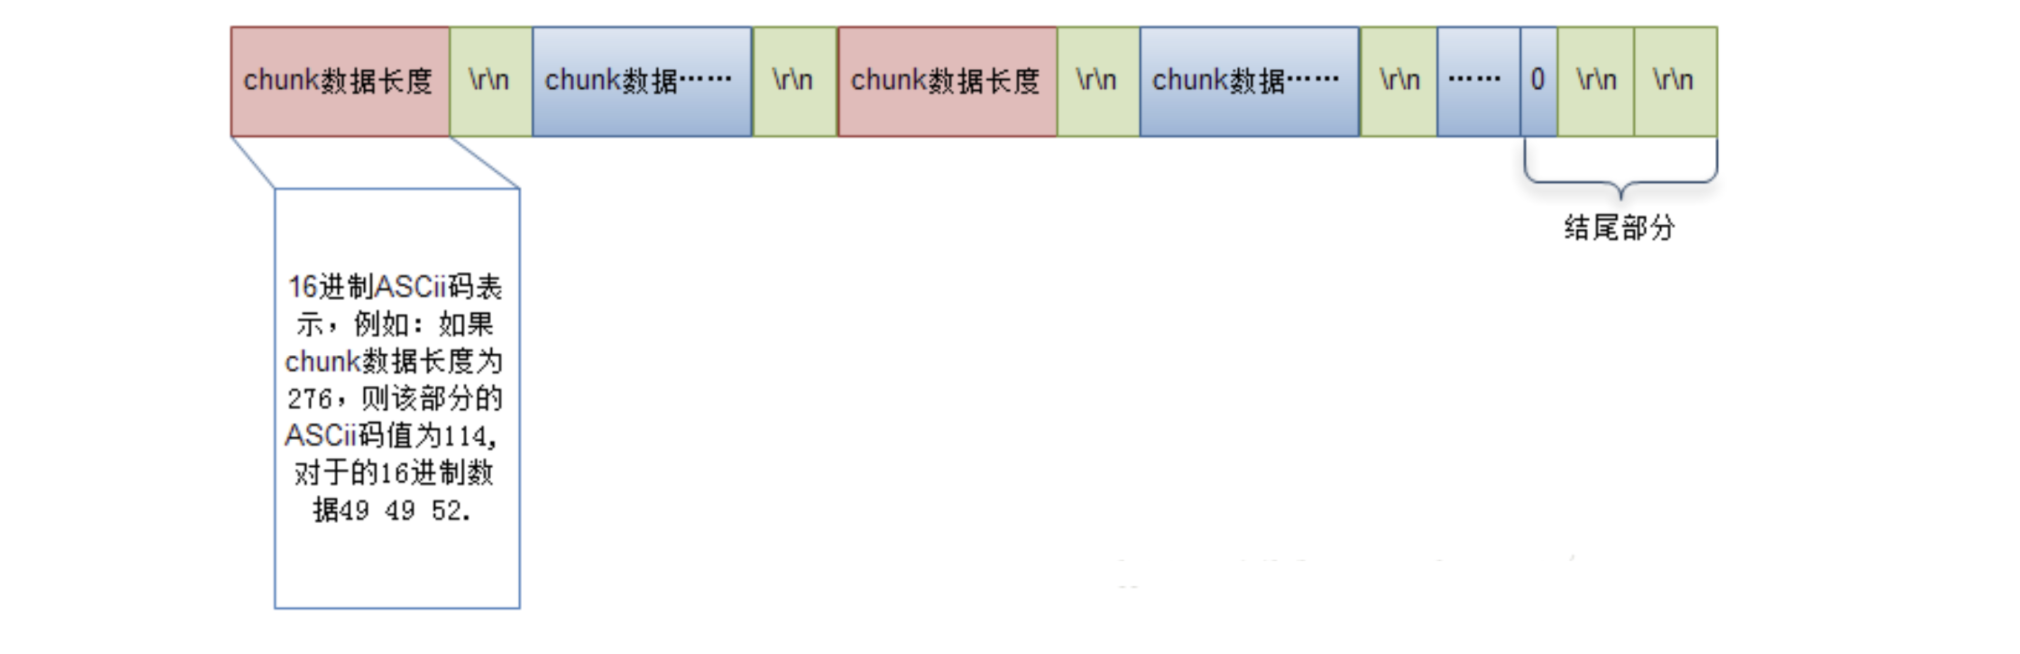 chunk数据长度 \r\n chunk数据…… \r\n chunk数据长度 \r\n chunk数据…… \r\n …… 0 \r\n \r\n
结尾部分
16进制ASCii码表
示，例如：如果
chunk数据长度为
276，则该部分的
ASCii码值为114,
对于的16进制数
据49 49 52.